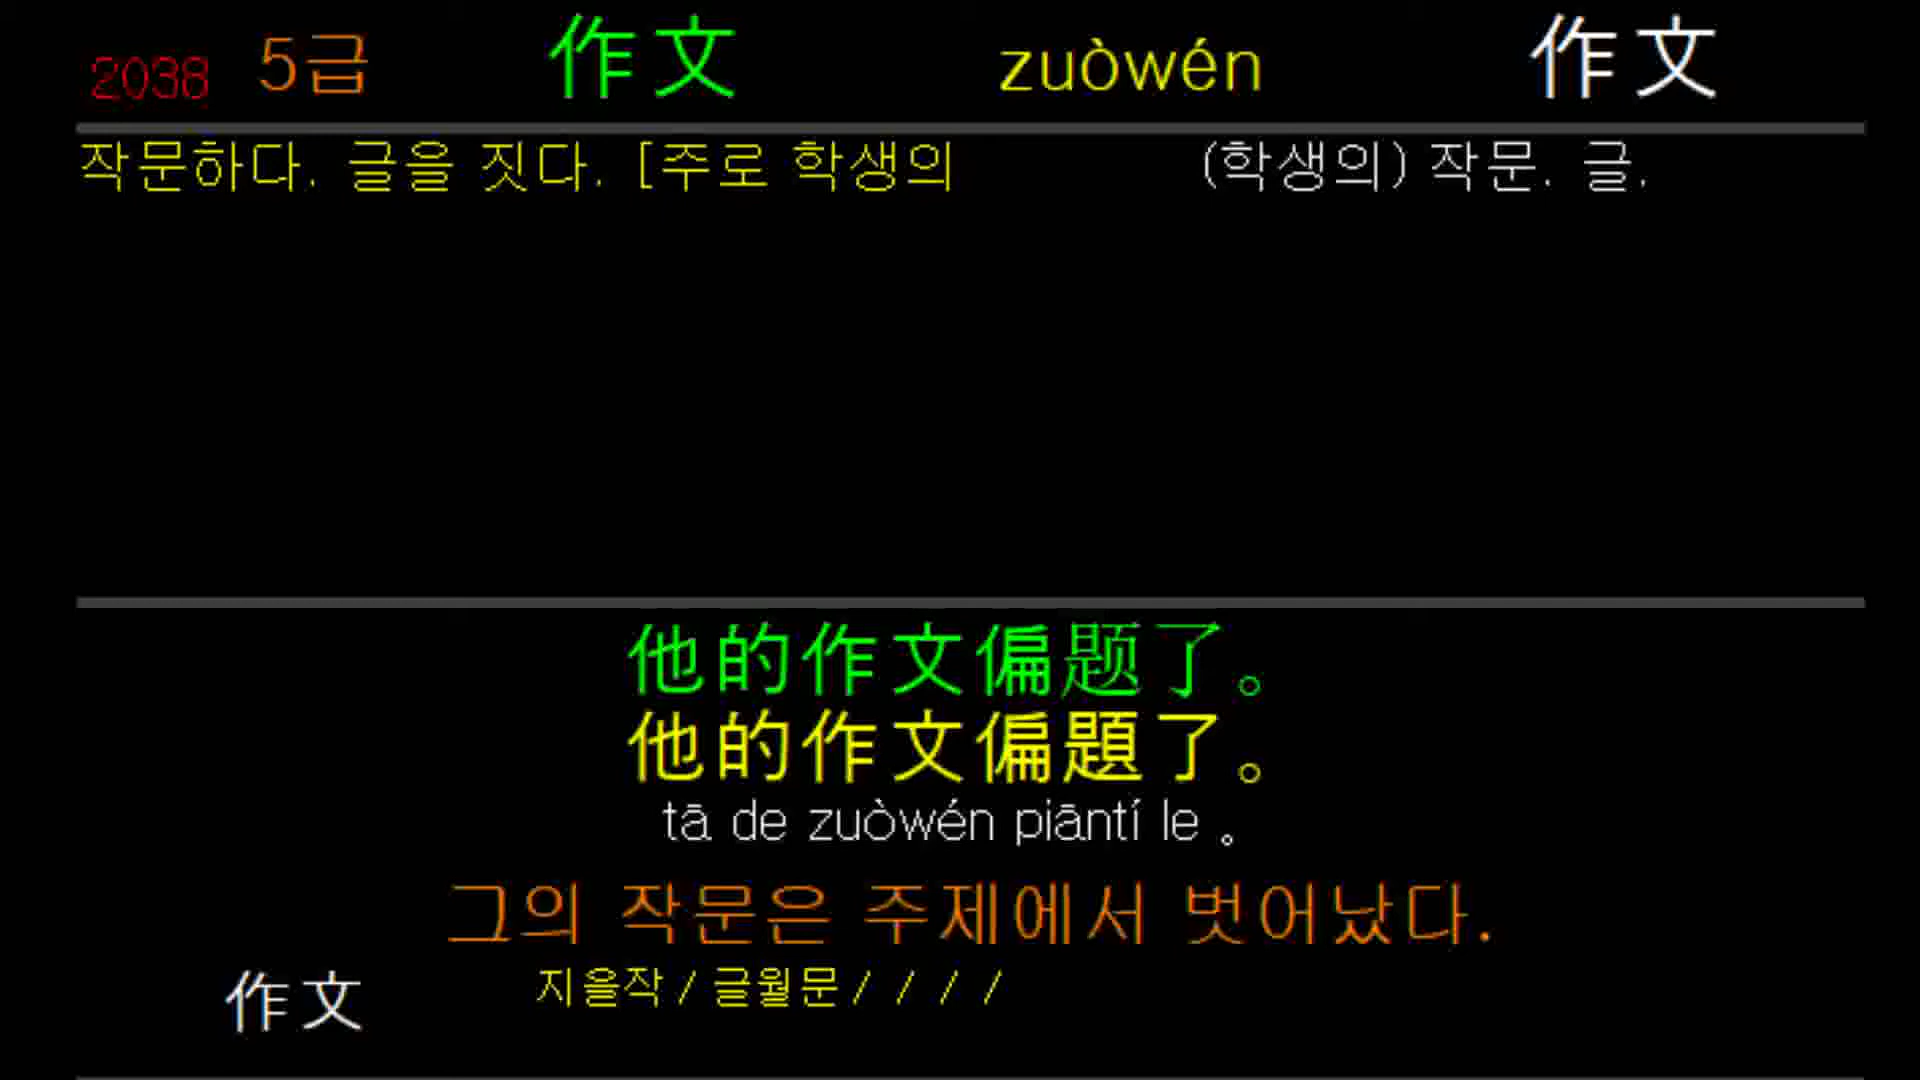 2038 5급 作文 zuòwén 作文
작문하다. 글을 짓다. [주로 학생의 (학생의) 작문. 글.
他的作文偏题了。
他的作文偏題了。
tā de zuòwén piāntí le 。
그의 작문은 주제에서 벗어났다.
作文 지을작 / 글월문 / / / /